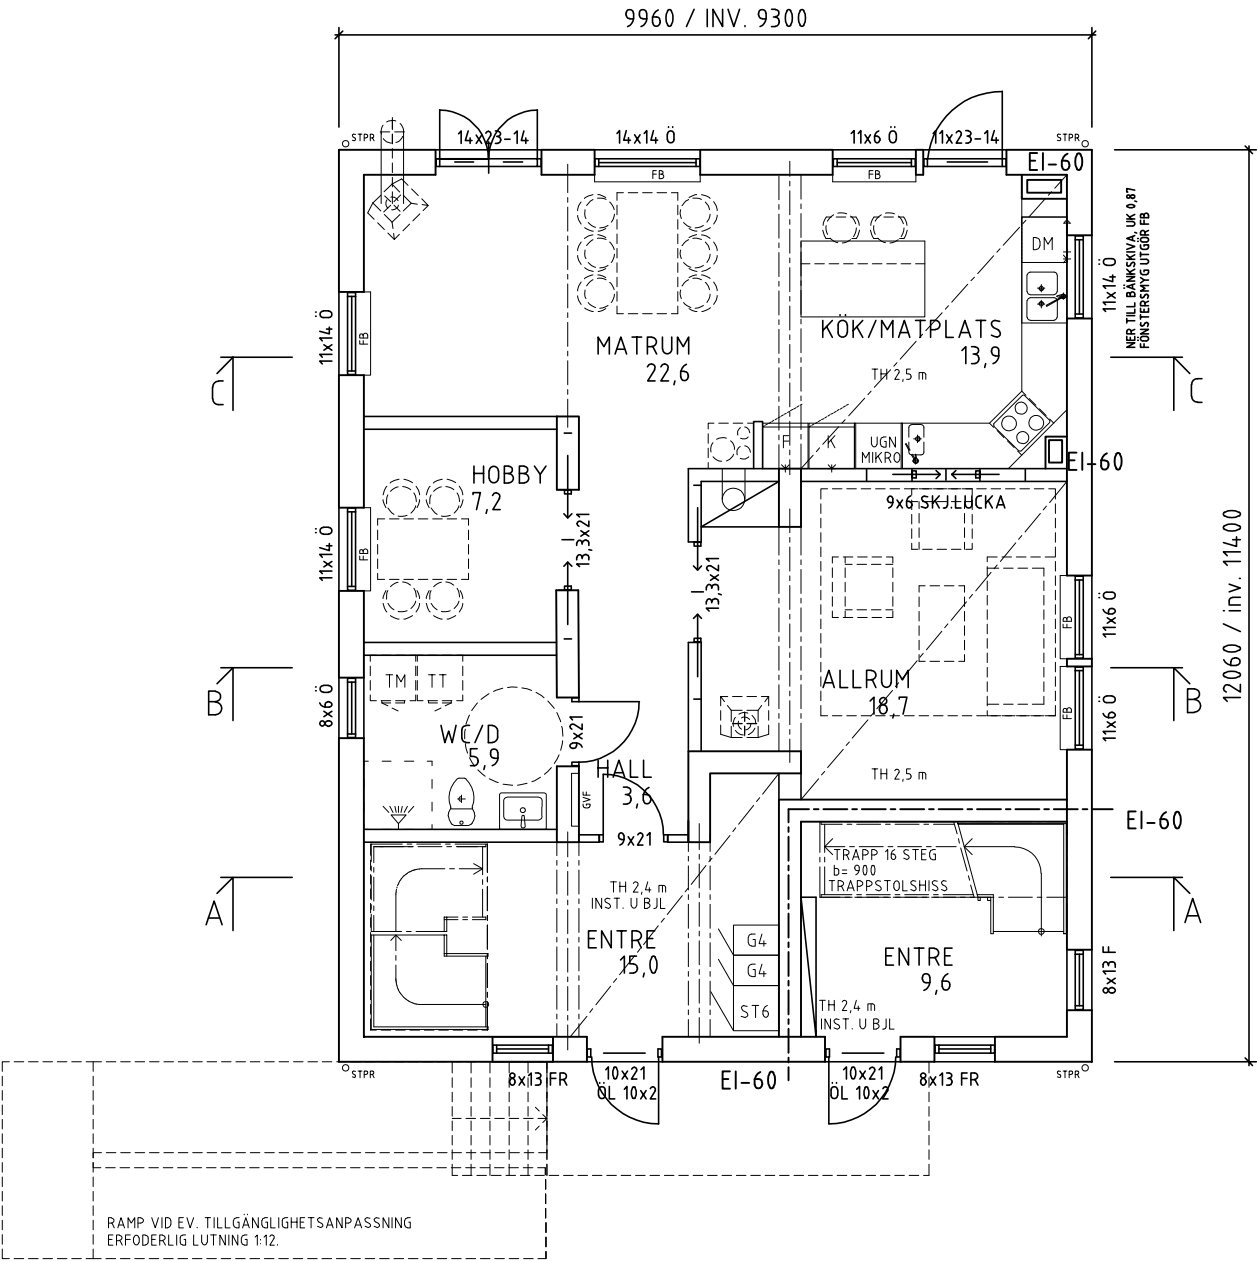 9960 / INV. 9300
STPR
14x23-14
14x14 Ö
11x6 Ö
11x23-14
STPR
EI-60
FB
FB
DM
11x14 Ö
NER TILL BÄNKSKIVA, UK 0,87
FÖNSTERSMYG UTGÖR FB
11x14 Ö
FB
MATRUM
22,6
KÖK/MATPLATS
13,9
TH 2,5 m
C
C
F
K
UGN
MIKRO
EI-60
HOBBY
7,2
9x6 SKJ.LUCKA
11x14 Ö
FB
13,3x21
13,3x21
12060 / inv. 11400
FB
11x6 Ö
B
B
8x6 Ö
TM
TT
ALLRUM
18,7
FB
11x6 Ö
WC/D
5,9
9x21
HALL
3,6
GVF
TH 2,5 m
9x21
EI-60
TRAPP 16 STEG
b= 900
TRAPPSTOLSHISS
A
A
TH 2,4 m
INST. U BJL
ENTRE
15,0
G4
G4
ST6
ENTRE
9,6
TH 2,4 m
INST. U BJL
8x13 F
STPR
8x13 FR
10x21
ÖL 10x2
EI-60
10x21
ÖL 10x2
8x13 FR
STPR
RAMP VID EV. TILLGÄNGLIGHETSANPASSNING
ERFODERLIG LUTNING 1:12.